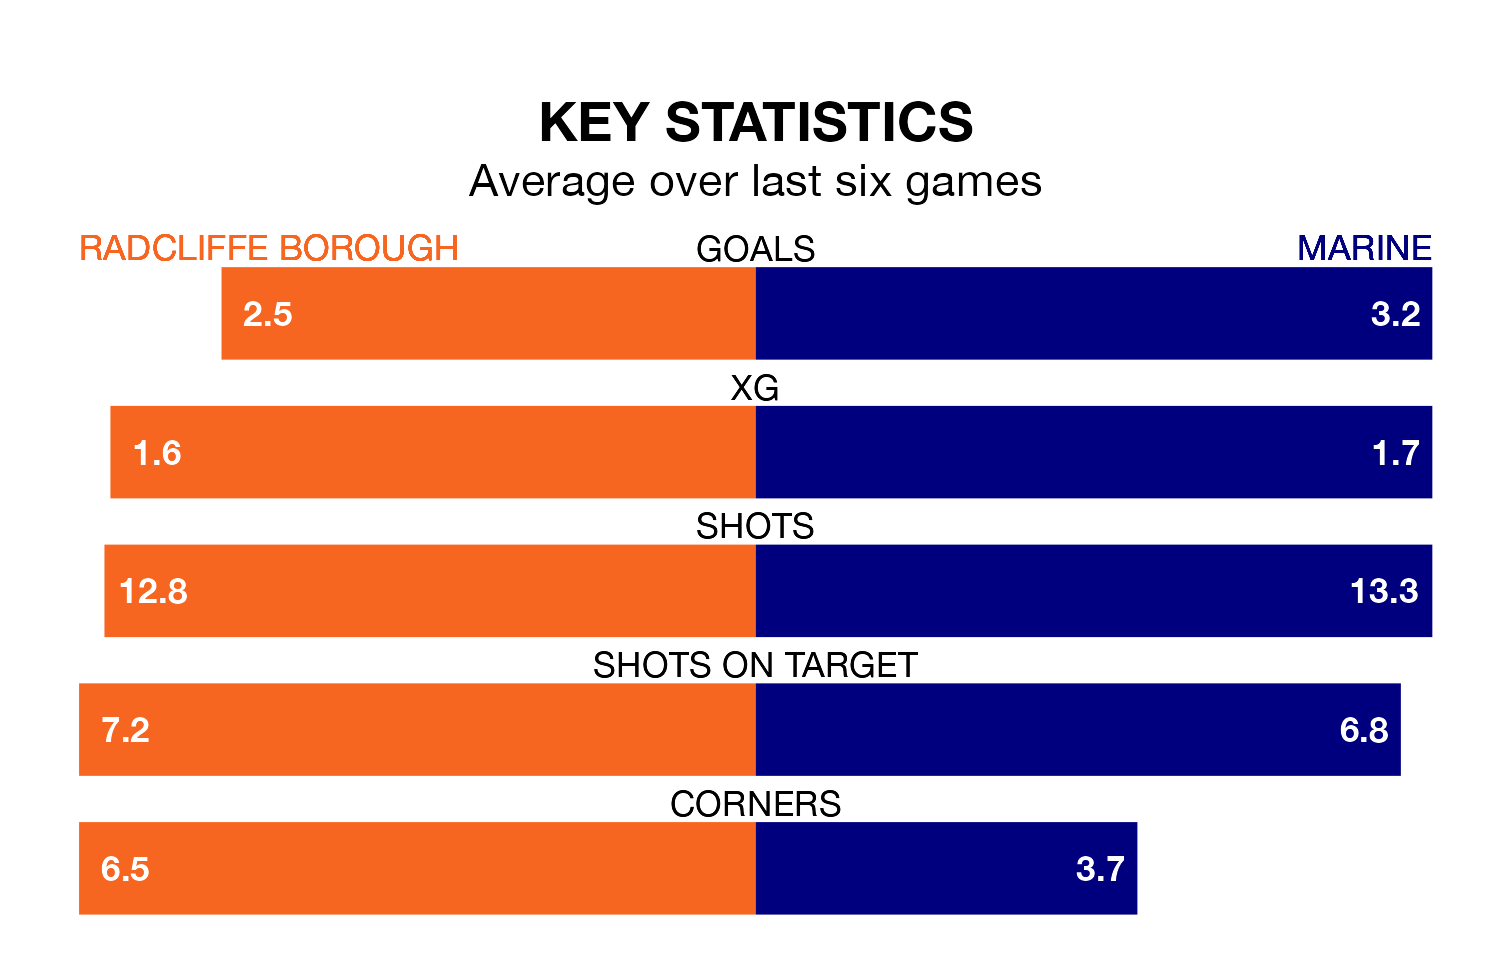 KEY STATISTICS
Average over last six games
RADCLIFFE BOROUGH GOALS MARINE
2.5 3.2
XG
1.6 1.7
SHOTS
12.8 13.3
SHOTS ON TARGET
7.2 6.8
CORNERS
6.5 3.7